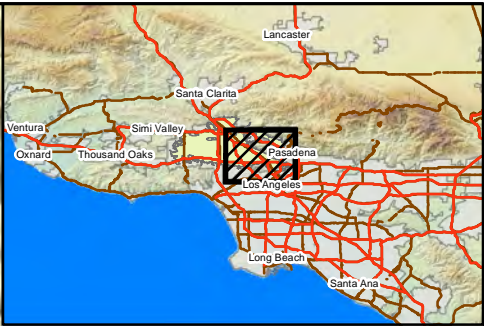 Lancaster
Santa Clarita
Ventura
Simi Valley
Oxnard
Thousand Oaks
Pasadena
Los Angeles
Long Beach
Santa Ana